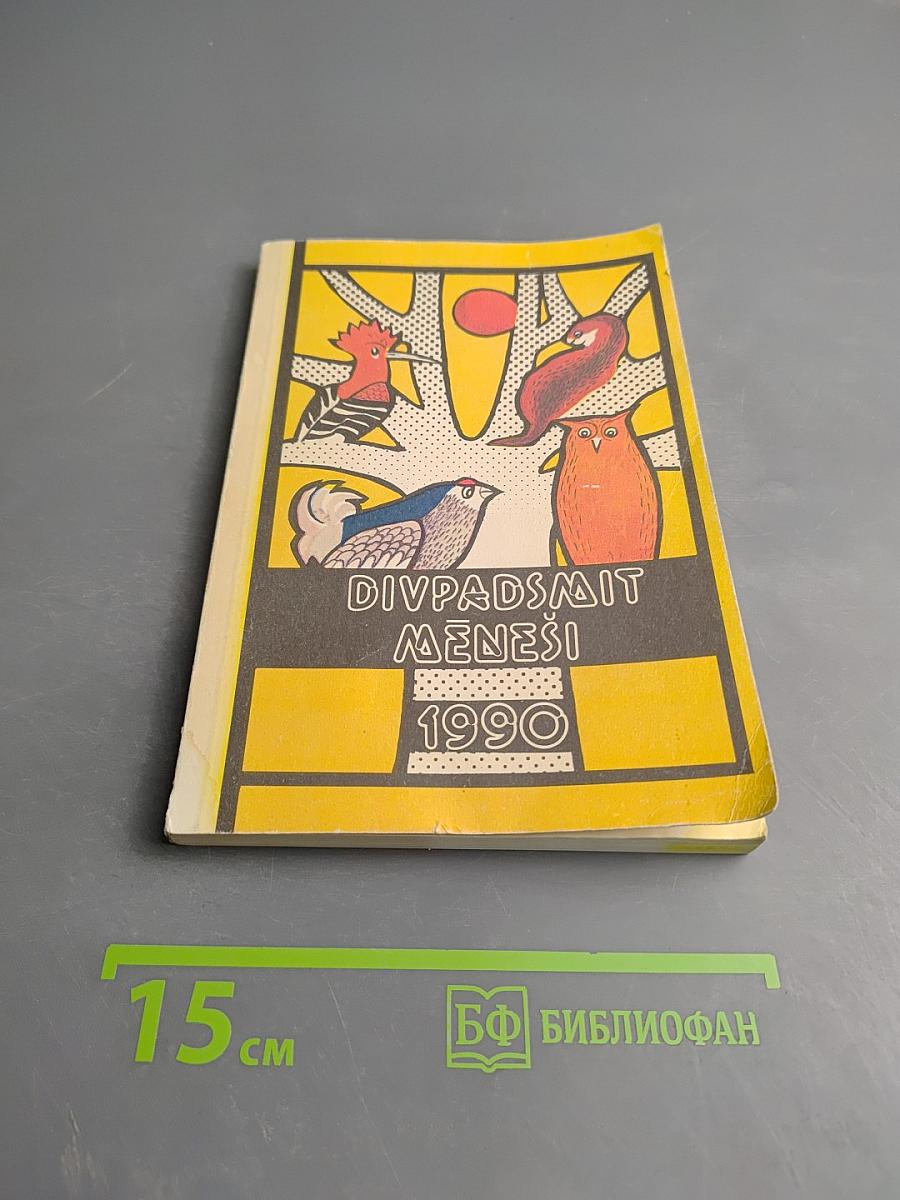 DIVPADSMIT
MĒNEŠI
1990
15 см
БФ БИБЛИОФАН